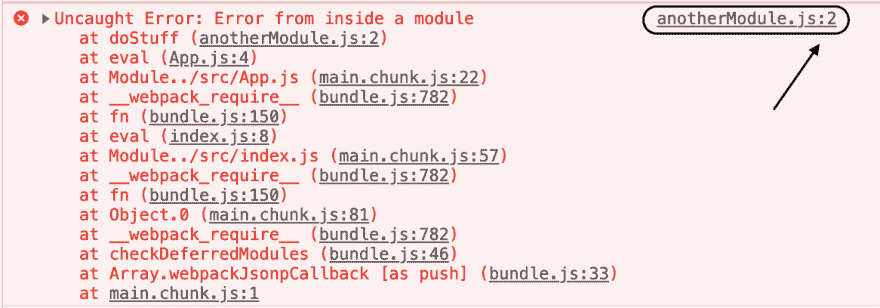 Uncaught Error: Error from inside a module anotherModule.js:2
at doStuff (anotherModule.js:2)
at eval (App.js:4)
at Module../src/App.js (main.chunk.js:22)
at __webpack_require__ (bundle.js:782)
at fn (bundle.js:150)
at eval (index.js:8)
at Module../src/index.js (main.chunk.js:57)
at __webpack_require__ (bundle.js:782)
at fn (bundle.js:150)
at Object.0 (main.chunk.js:81)
at __webpack_require__ (bundle.js:782)
at checkDeferredModules (bundle.js:46)
at Array.webpackJsonpCallback [as push] (bundle.js:33)
at main.chunk.js:1